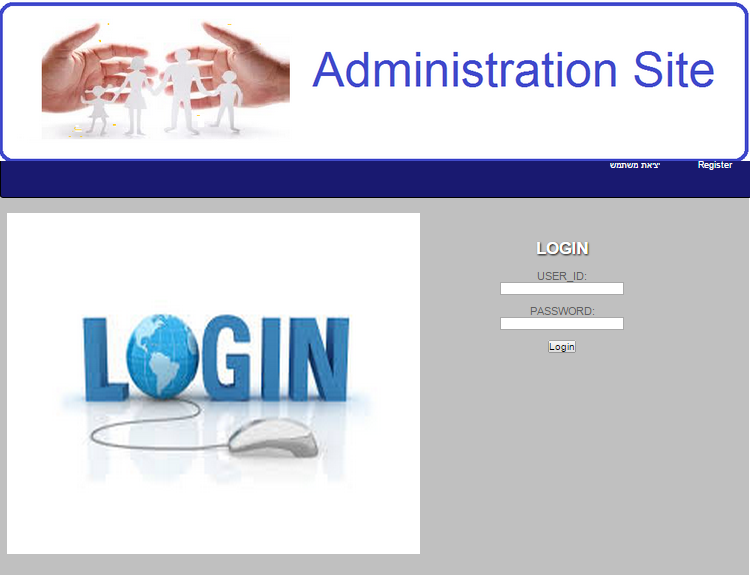 Administration Site
יציאת משתמש
Register
LOGIN
LOGIN
USER_ID:
PASSWORD:
Login